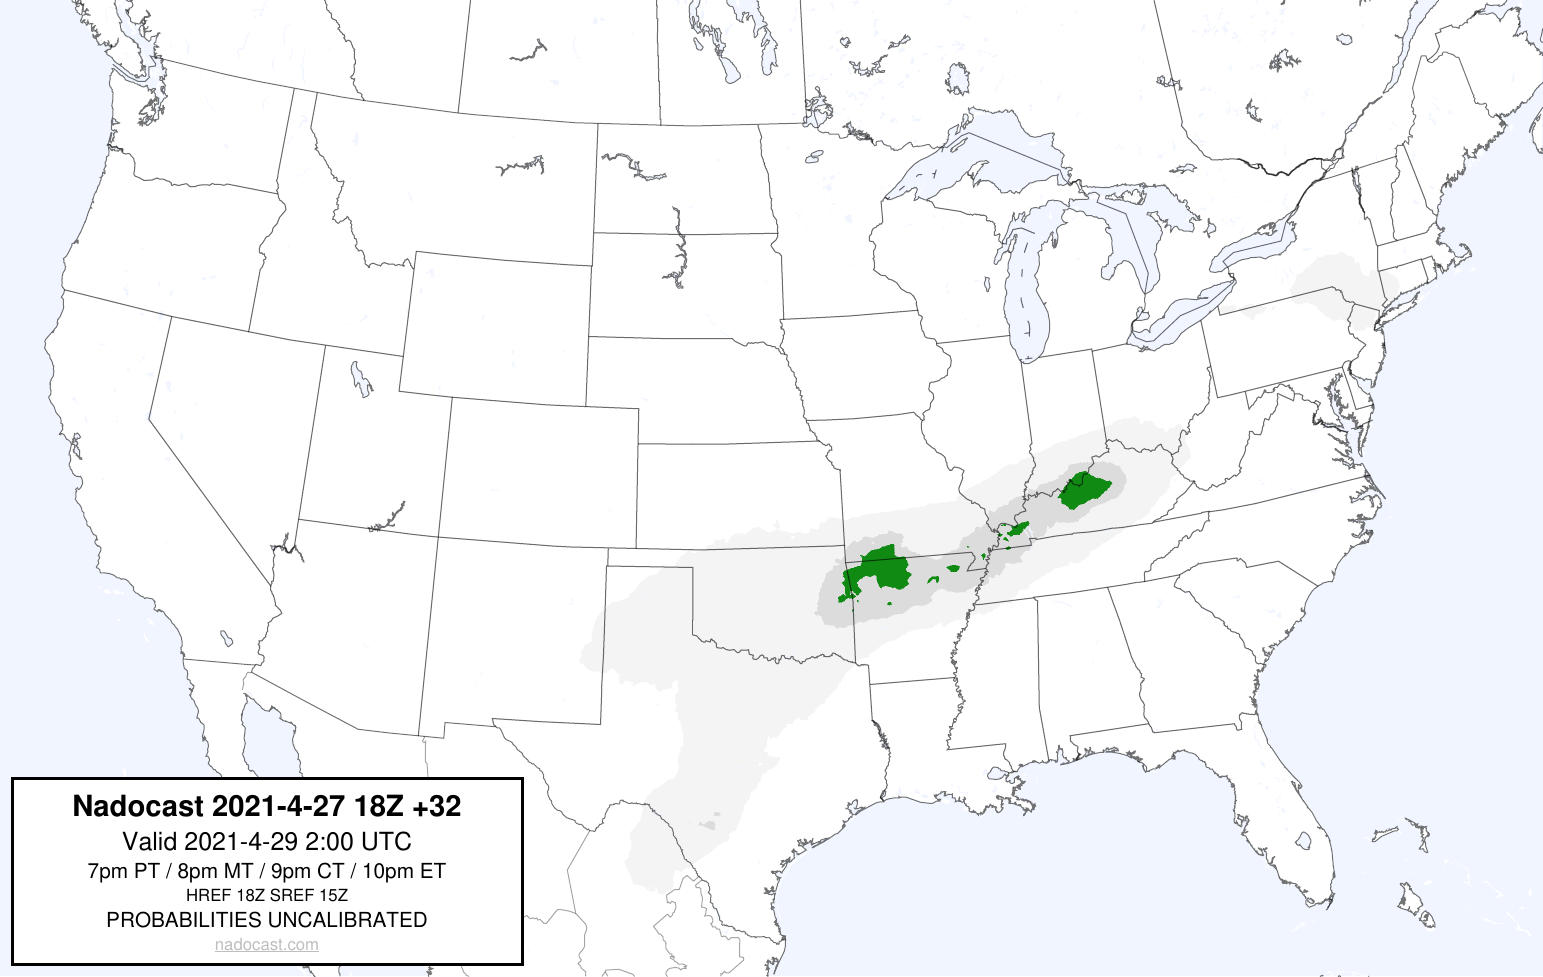 Nadocast 2021-4-27 18Z +32
Valid 2021-4-29 2:00 UTC
7pm PT / 8pm MT / 9pm CT / 10pm ET
HREF 18Z SREF 15Z
PROBABILITIES UNCALIBRATED
nadocast.com